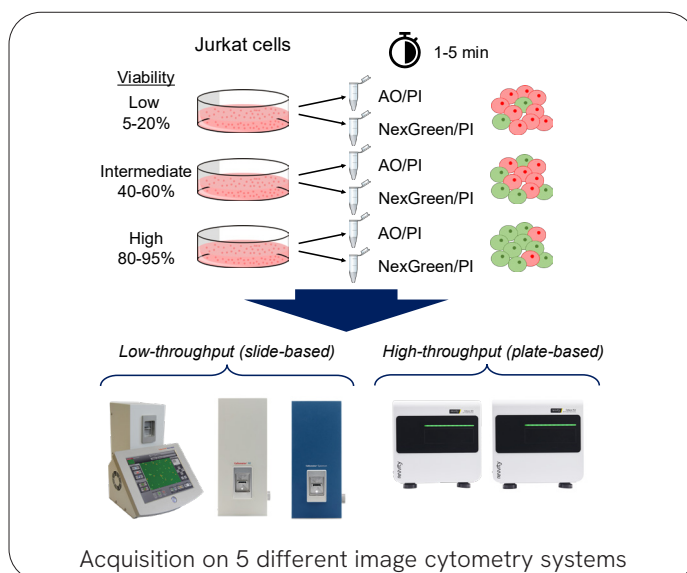 Jurkat cells
1-5 min
Viability
Low
5-20%
AO/PI
NexGreen/PI
Intermediate
40-60%
AO/PI
NexGreen/PI
High
80-95%
AO/PI
NexGreen/PI
Low-throughput (slide-based)
High-throughput (plate-based)
Acquisition on 5 different image cytometry systems